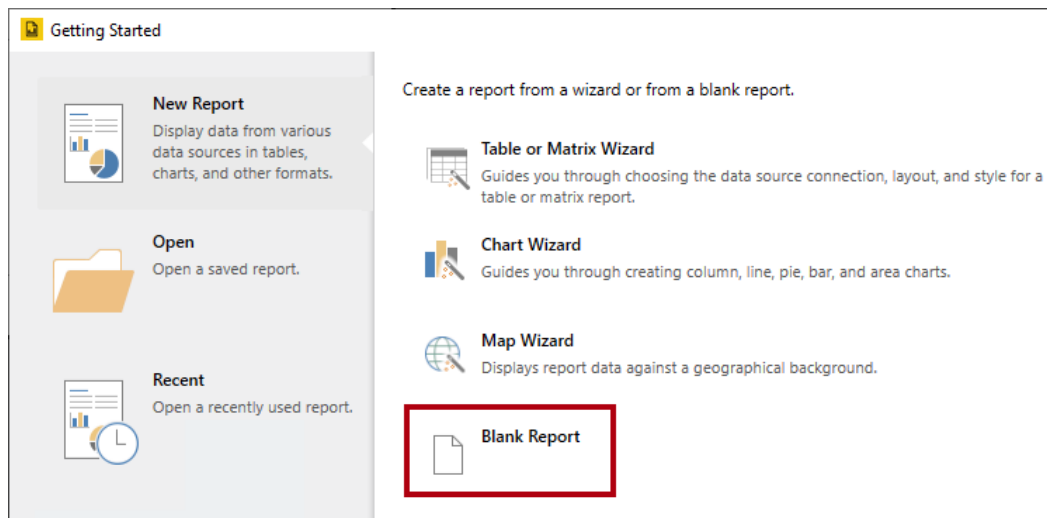 Getting Started
New Report
Display data from various
data sources in tables,
charts, and other formats.
Open
Open a saved report.
Recent
Open a recently used report.
Create a report from a wizard or from a blank report.
Table or Matrix Wizard
Guides you through choosing the data source connection, layout, and style for a
table or matrix report.
Chart Wizard
Guides you through creating column, line, pie, bar, and area charts.
Map Wizard
Displays report data against a geographical background.
Blank Report